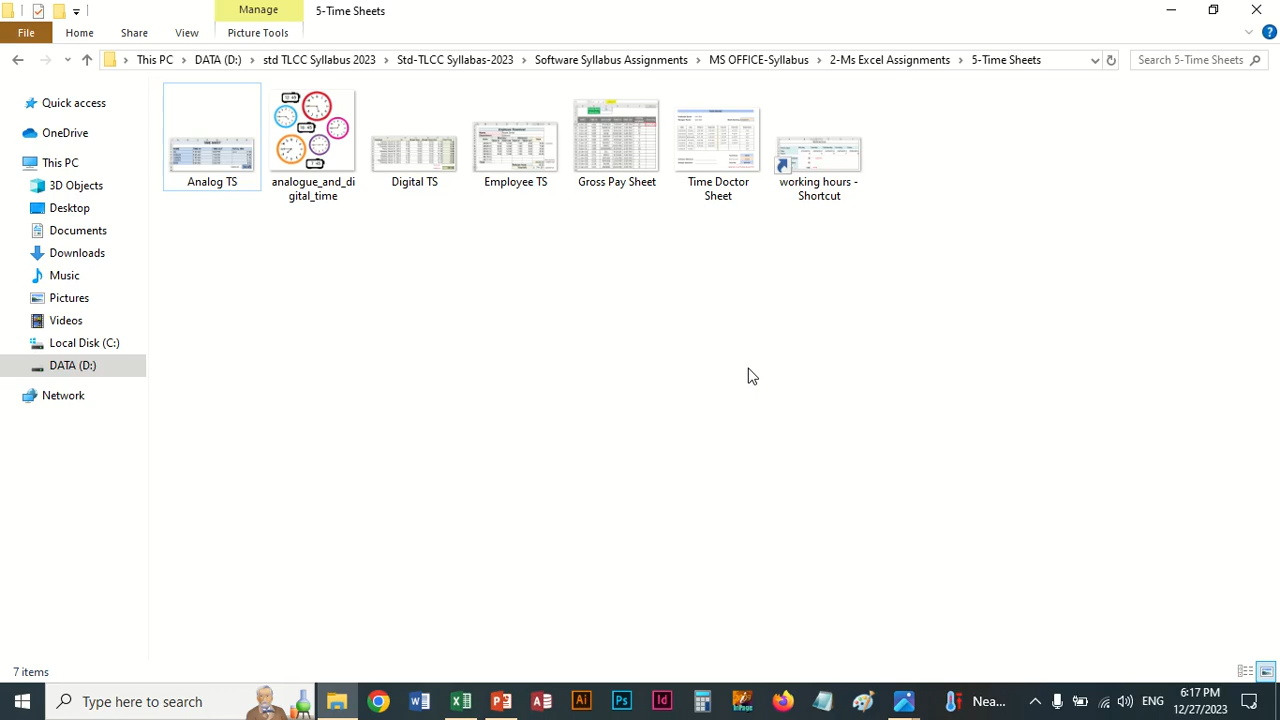 Manage
5-Time Sheets
File
Home
Share
View
Picture Tools
This PC
DATA (D:)
std TLCC Syllabus 2023
Std-TLCC Syllabas-2023
Software Syllabus Assignments
MS OFFICE-Syllabus
2-Ms Excel Assignments
5-Time Sheets
Search 5-Time Sheets
Quick access
OneDrive
This PC
3D Objects
Desktop
Documents
Downloads
Music
Pictures
Videos
Local Disk (C:)
DATA (D:)
Network
Analog TS
analogue_and_di
gital_time
Digital TS
Employee TS
Gross Pay Sheet
Time Doctor
Sheet
working hours -
Shortcut
7 items
Type here to search
Ai
Ps
Id
Nea...
ENG
6:17 PM
12/27/2023